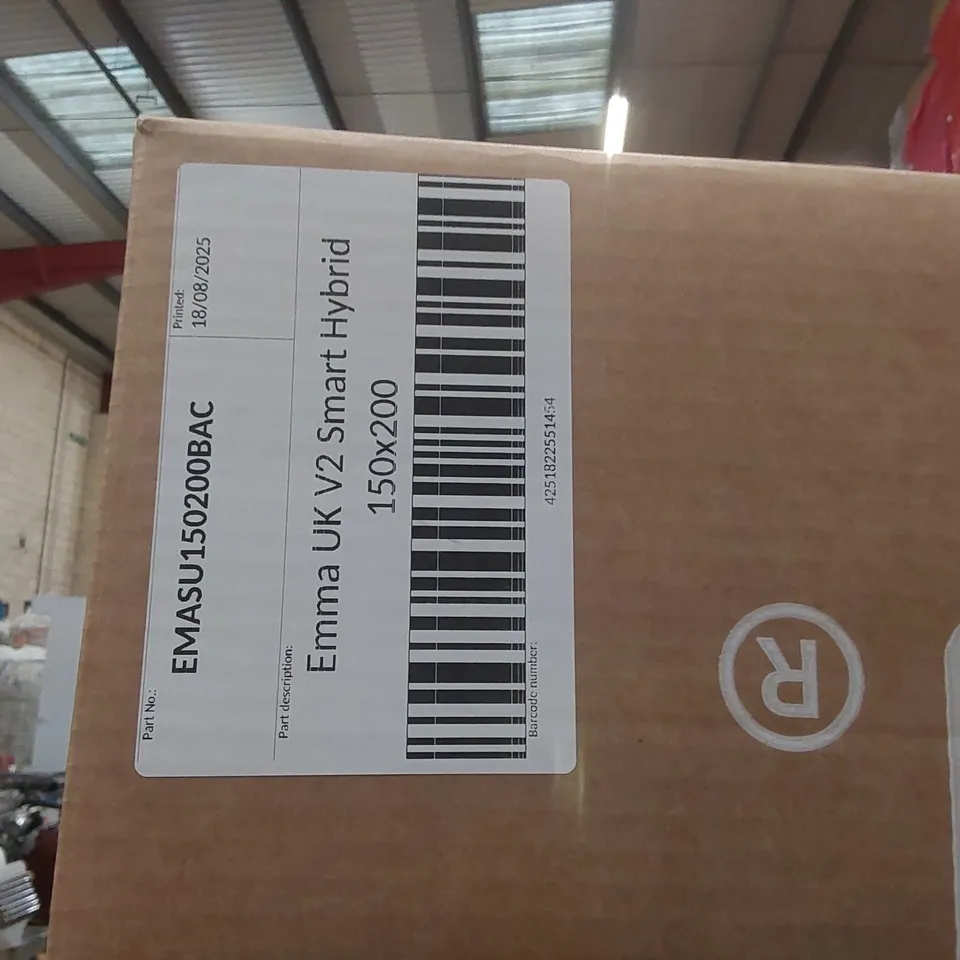 Part No.:
EMASU150200BAC
Printed:
18/08/2025
Part description:
Emma UK V2 Smart Hybrid
150x200
Barcode number:
4251822551454
R